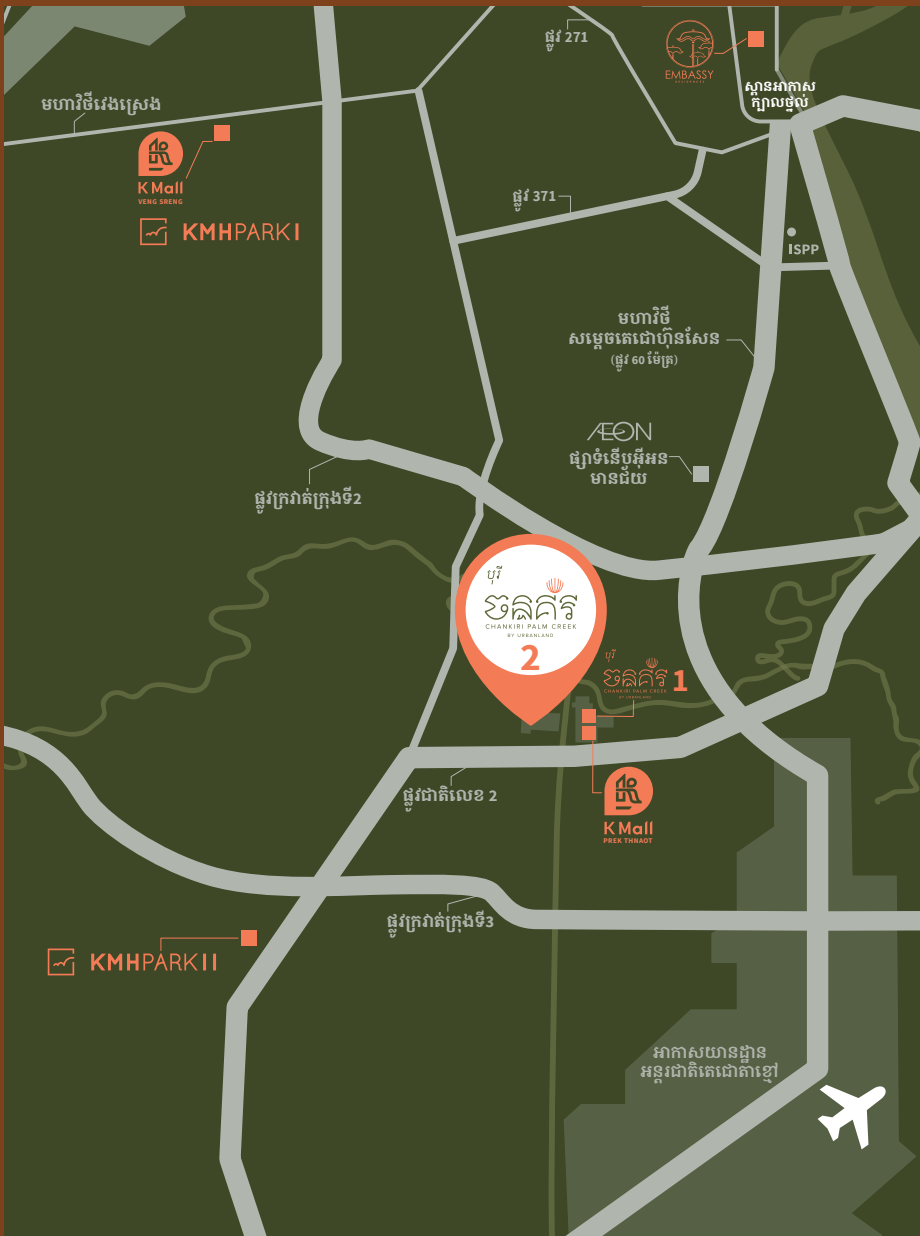 ផ្លូវ 271
EMBASSY
RESIDENCES
ស្ពានអាកាស
ក្បាលថ្នល់
មហាវិថីវេងស្រេង
K Mall
VENG SRENG
KMHPARK I
ផ្លូវ 371
ISPP
មហាវិថី
សម្តេចតេជោហ៊ុនសែន
(ផ្លូវ 60 ម៉ែត្រ)
ÆON
ផ្សាទំនើបអ៊ីអន
មានជ័យ
ផ្លូវក្រវាត់ក្រុងទី2
បុរី
ចន្ទគីរី
CHANKIRI PALM CREEK
BY URBANLAND
2
បុរី
ចន្ទគីរី 1
CHANKIRI PALM CREEK
BY URBANLAND
ផ្លូវជាតិលេខ 2
K Mall
PREK THNAOT
ផ្លូវក្រវាត់ក្រុងទី3
KMHPARK II
អាកាសយានដ្ឋាន
អន្តរជាតិតេជោតាខ្មៅ